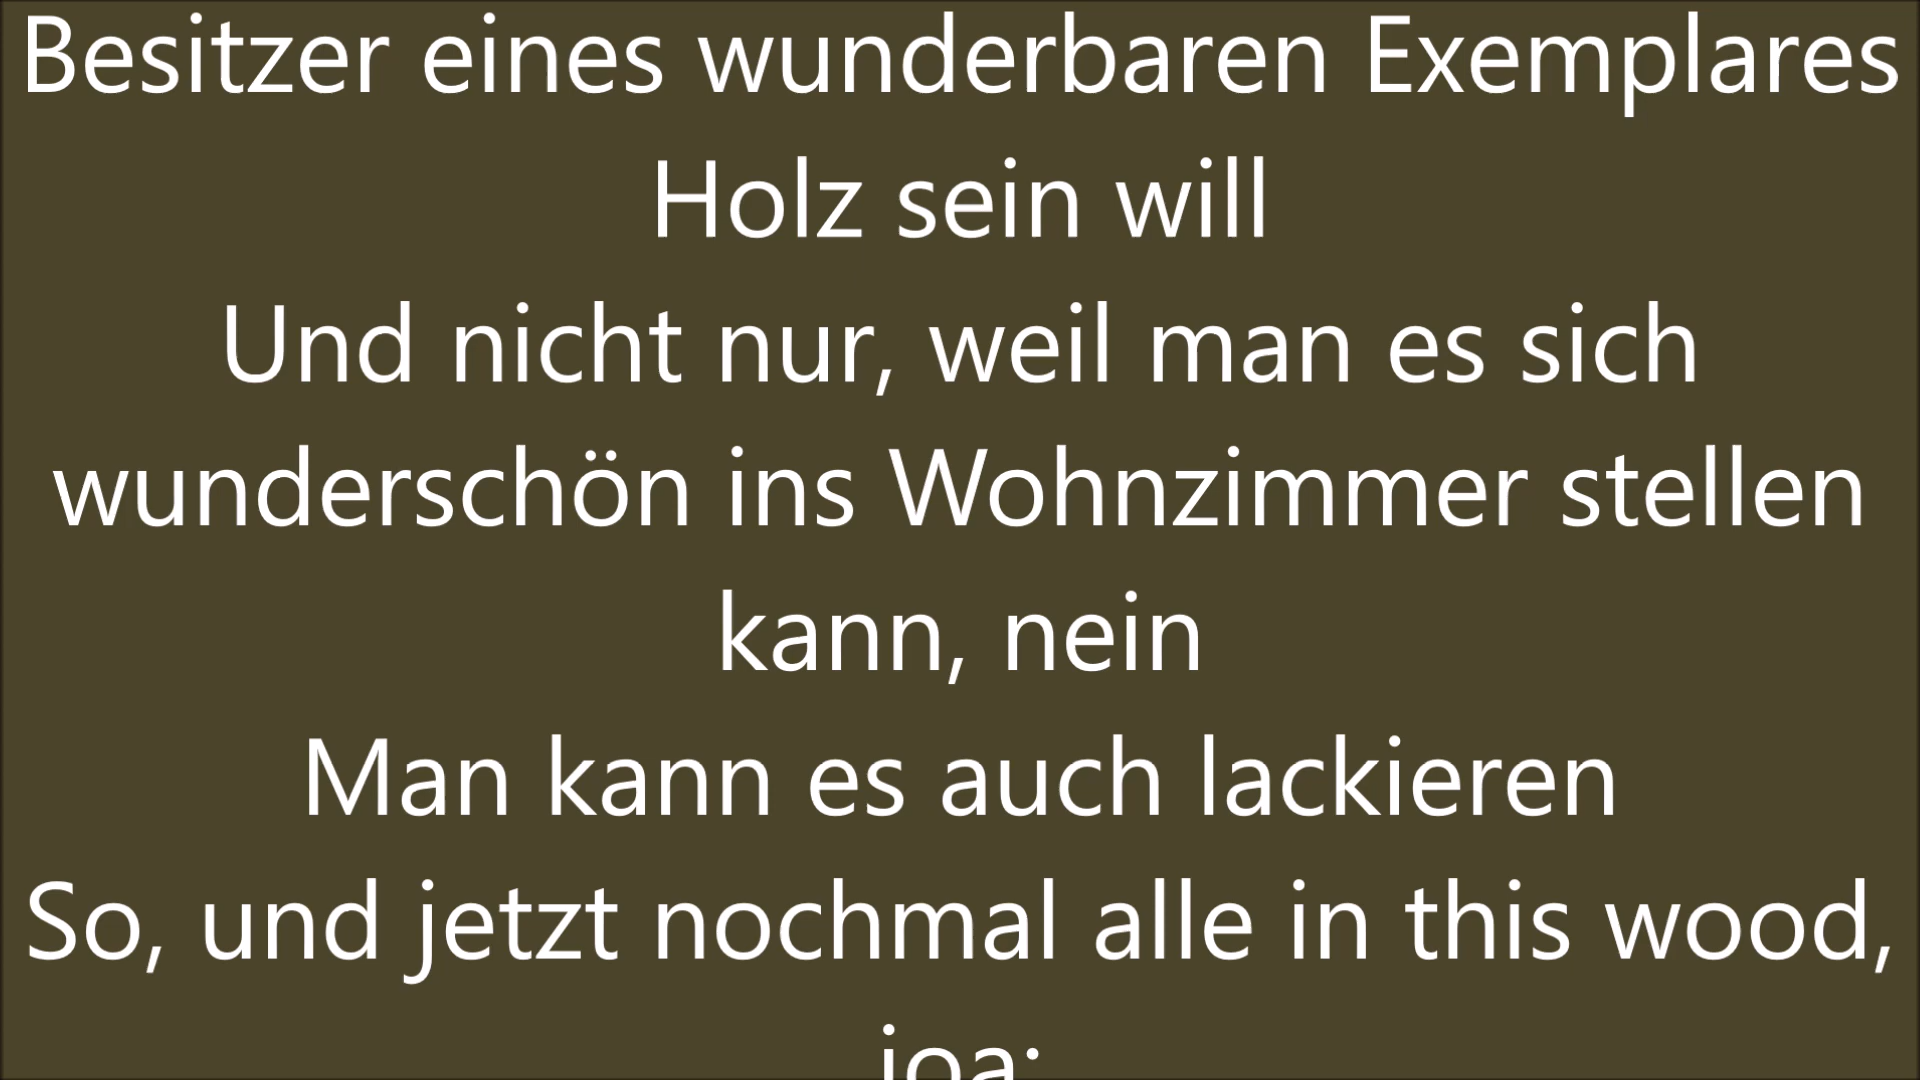 Besitzer eines wunderbaren Exemplares
Holz sein will
Und nicht nur, weil man es sich
wunderschön ins Wohnzimmer stellen
kann, nein
Man kann es auch lackieren
So, und jetzt nochmal alle in this wood,
joa: